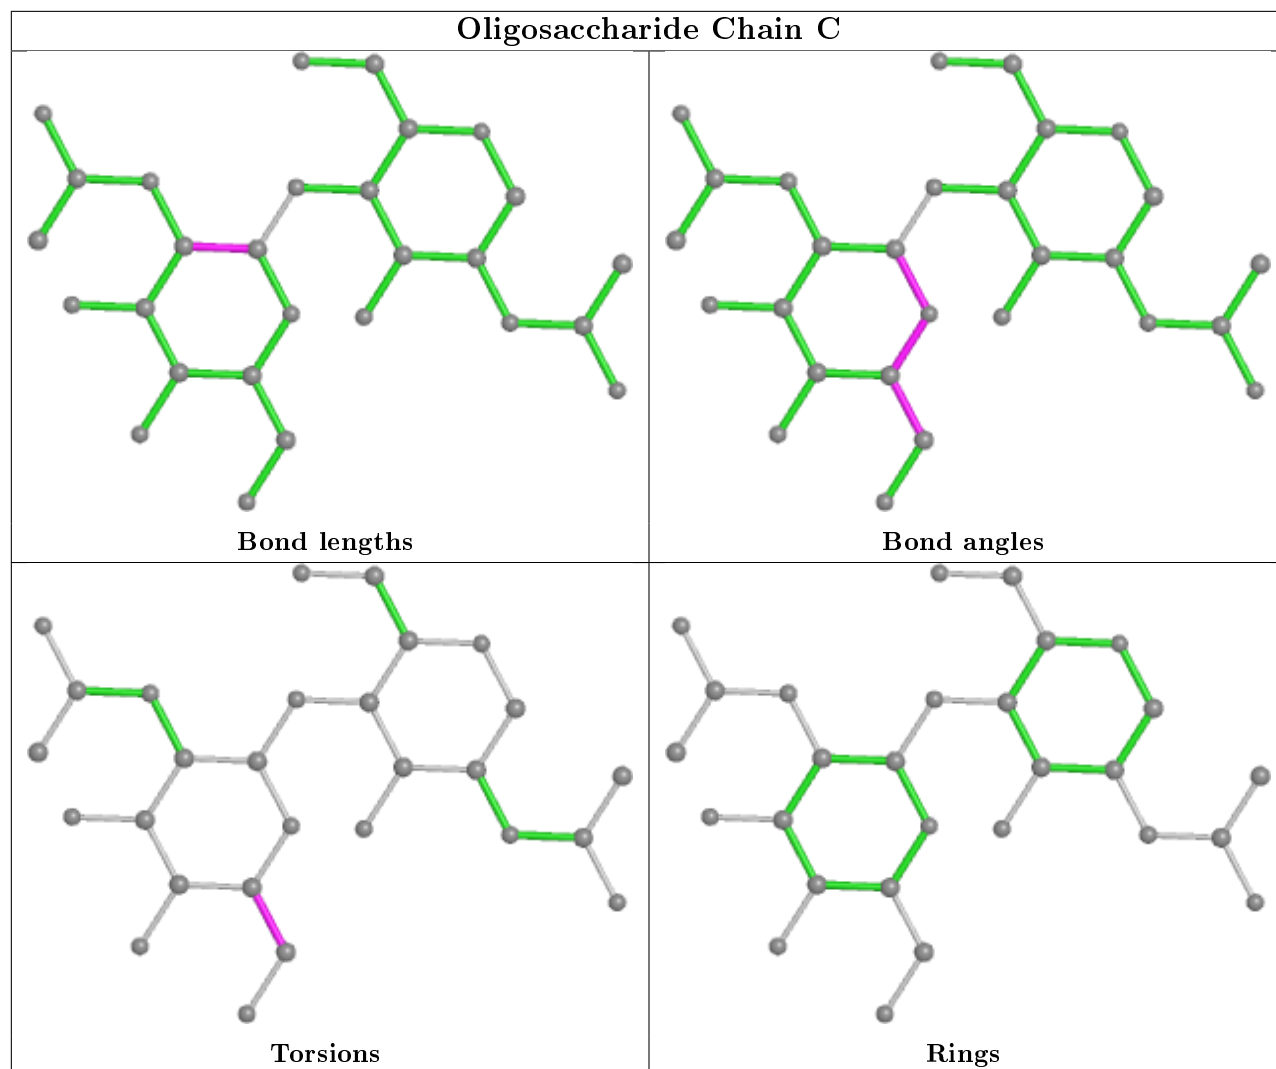 Oligosaccharide Chain C
Bond lengths
Bond angles
Torsions
Rings